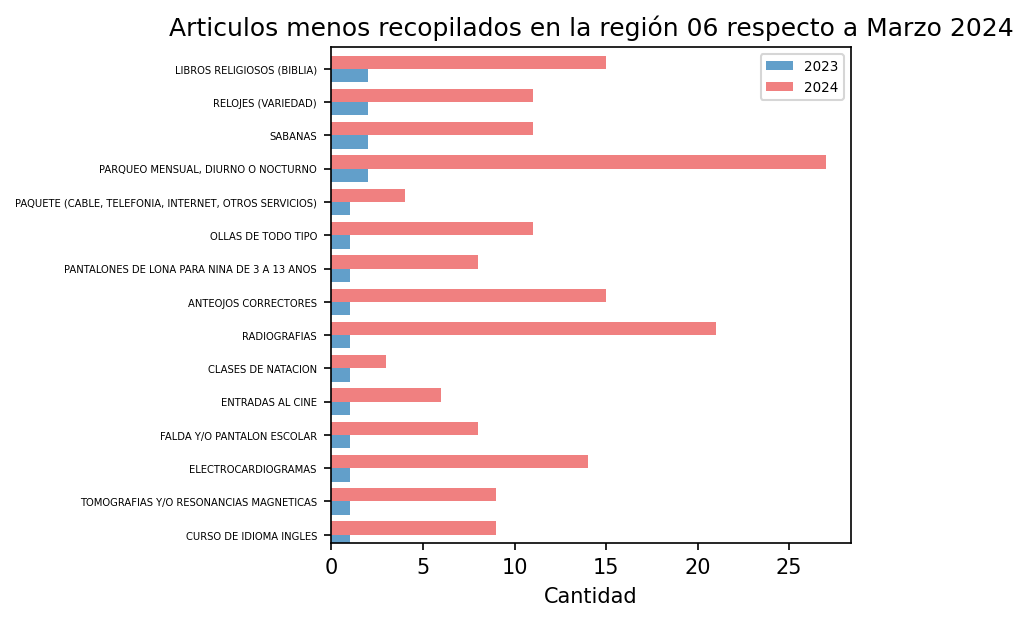 Articulos menos recopilados en la región 06 respecto a Marzo 2024
2023
2024
LIBROS RELIGIOSOS (BIBLIA)
RELOJES (VARIEDAD)
SABANAS
PARQUEO MENSUAL, DIURNO O NOCTURNO
PAQUETE (CABLE, TELEFONIA, INTERNET, OTROS SERVICIOS)
OLLAS DE TODO TIPO
PANTALONES DE LONA PARA NINA DE 3 A 13 ANOS
ANTEOJOS CORRECTORES
RADIOGRAFIAS
CLASES DE NATACION
ENTRADAS AL CINE
FALDA Y/O PANTALON ESCOLAR
ELECTROCARDIOGRAMAS
TOMOGRAFIAS Y/O RESONANCIAS MAGNETICAS
CURSO DE IDIOMA INGLES
0 5 10 15 20 25
Cantidad